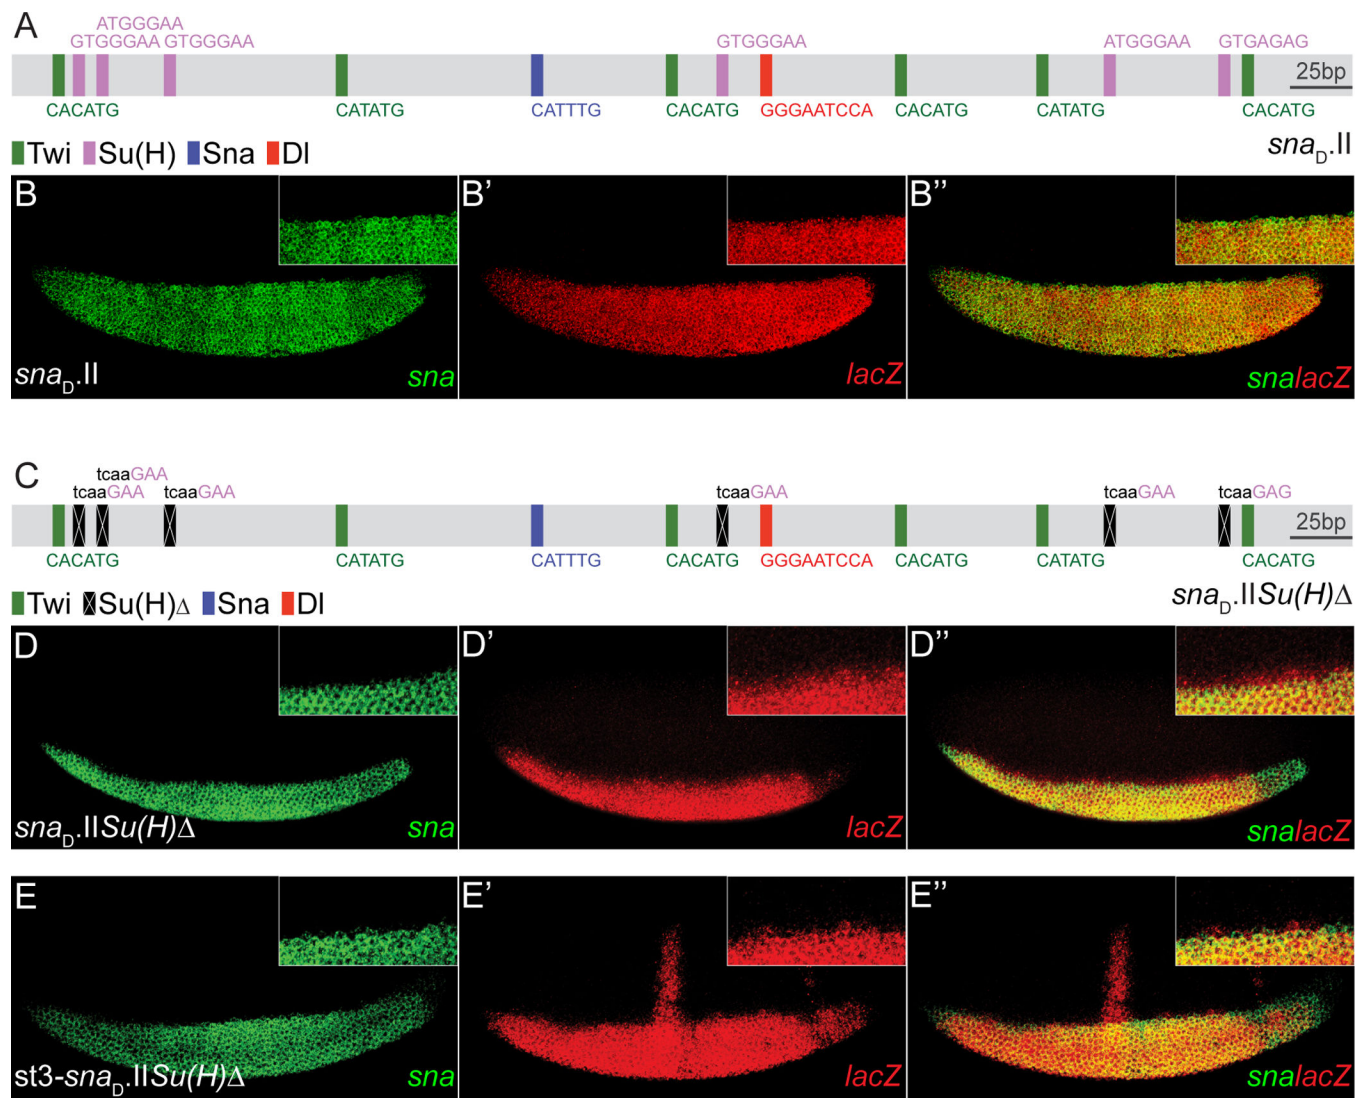 A
ATGGGAA
GTGGGAA GTGGGAA GTGGGAA ATGGGAA GTGAGAG
25bp
CACATG CATATG CATTTG CACATG GGGAATCCA CACATG CATATG CACATG
Twi Su(H) Sna Dl snaD.II
B B’ B’’
snaD.II sna lacZ snalacZ
C
tcaaGAA
tcaaGAA tcaaGAA tcaaGAA tcaaGAA tcaaGAG
25bp
CACATG CATATG CATTTG CACATG GGGAATCCA CACATG CATATG CACATG
Twi Su(H)Δ Sna Dl snaD.IISu(H)Δ
D D’ D’’
snaD.IISu(H)Δ sna lacZ snalacZ
E E’ E’’
st3-snaD.IISu(H)Δ sna lacZ snalacZ